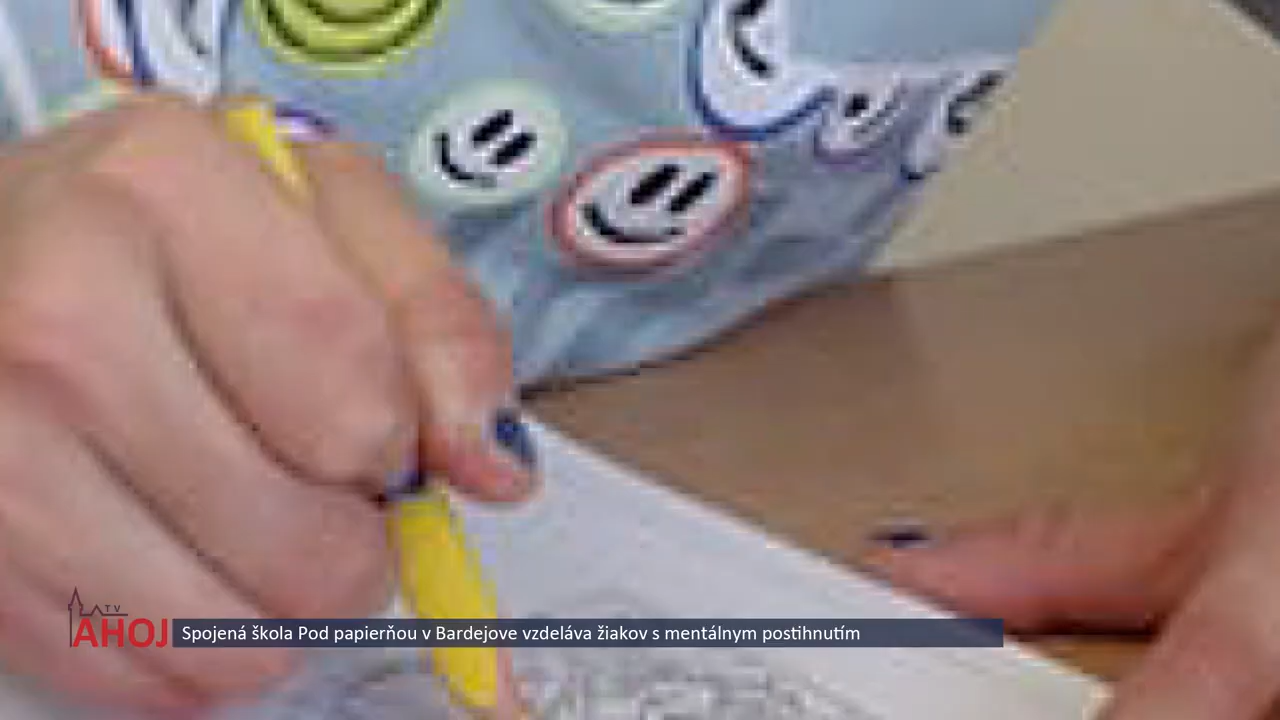 TV
AHOJ
Spojená škola Pod papierňou v Bardejove vzdeláva žiakov s mentálnym postihnutím